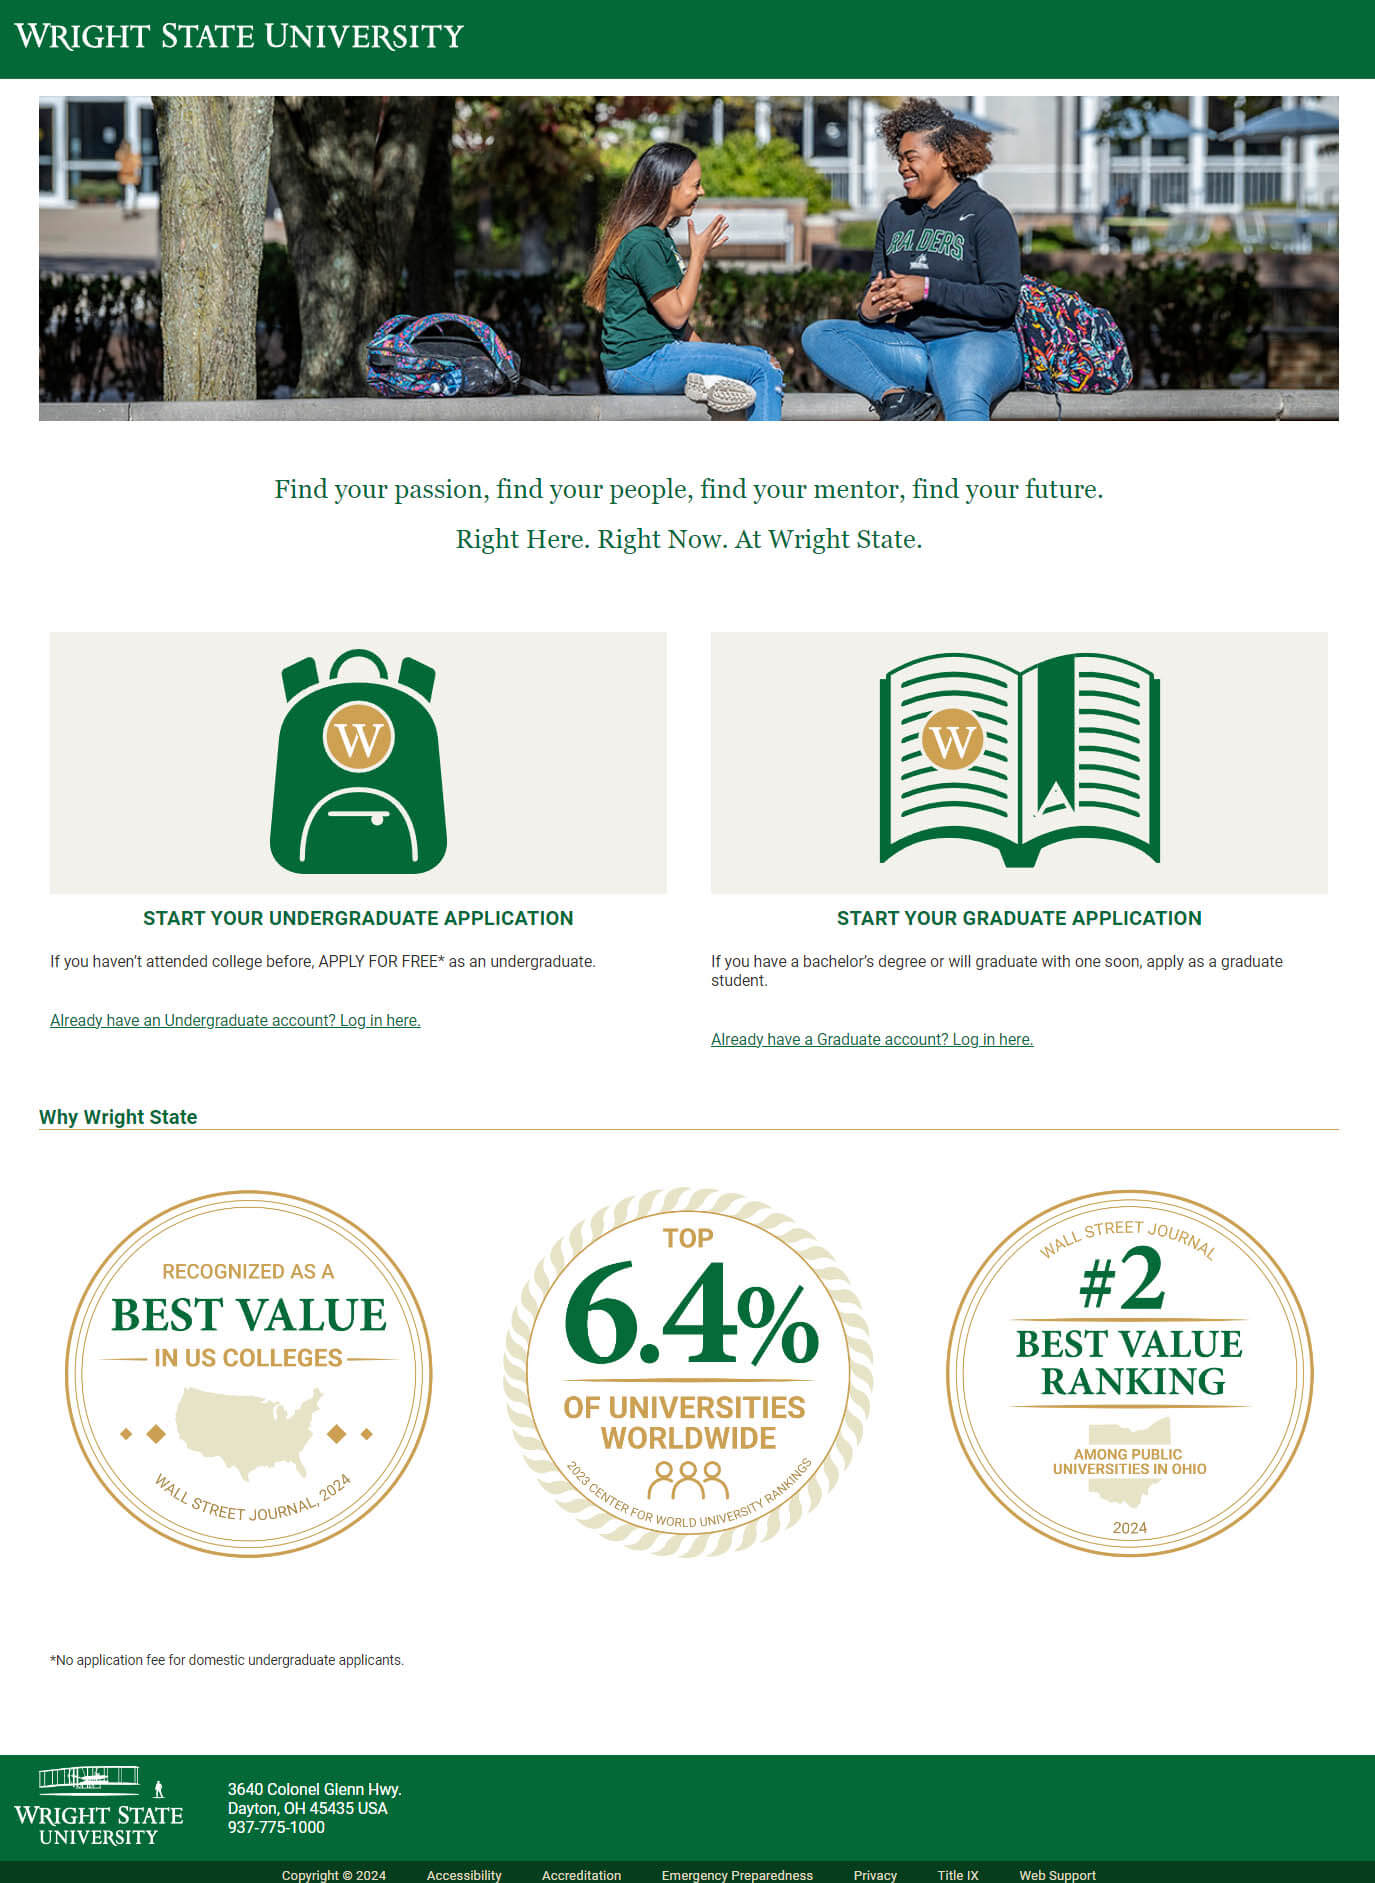 WRIGHT STATE UNIVERSITY
RAIDERS
Find your passion, find your people, find your mentor, find your future.
Right Here. Right Now. At Wright State.
W
W
START YOUR UNDERGRADUATE APPLICATION
If you haven’t attended college before, APPLY FOR FREE* as an undergraduate.
Already have an Undergraduate account? Log in here.
START YOUR GRADUATE APPLICATION
If you have a bachelor’s degree or will graduate with one soon, apply as a graduate
student.
Already have a Graduate account? Log in here.
Why Wright State
RECOGNIZED AS A
BEST VALUE
IN US COLLEGES
WALL STREET JOURNAL, 2024
TOP
6.4%
OF UNIVERSITIES
WORLDWIDE
2023 CENTER FOR WORLD UNIVERSITY RANKINGS
WALL STREET JOURNAL
#2
BEST VALUE
RANKING
AMONG PUBLIC
UNIVERSITIES IN OHIO
2024
*No application fee for domestic undergraduate applicants.
WRIGHT STATE
UNIVERSITY
3640 Colonel Glenn Hwy.
Dayton, OH 45435 USA
937-775-1000
Copyright © 2024 Accessibility Accreditation Emergency Preparedness Privacy Title IX Web Support